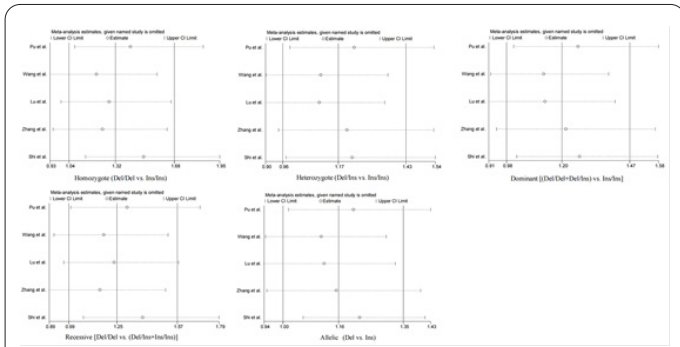 Meta-analysis estimates, given named study is omitted
Lower CI Limit Estimate Upper CI Limit
Pu et al.
Wang et al.
Lu et al.
Zhang et al.
Shi et al.
0.93 1.04 1.32 1.95
Homozygote (Del/Del vs. Ins/Ins)
Meta-analysis estimates, given named study is omitted
Lower CI Limit Estimate Upper CI Limit
Pu et al.
Wang et al.
Lu et al.
Zhang et al.
Shi et al.
0.90 0.96 1.17 1.43 1.54
Heterozygote (Del/Ins vs. Ins/Ins)
Meta-analysis estimates, given named study is omitted
Lower CI Limit Estimate Upper CI Limit
Pu et al.
Wang et al.
Lu et al.
Zhang et al.
Shi et al.
0.91 0.98 1.20 1.47 1.59
Dominant [(Del/Del+Del/Ins) vs. Ins/Ins]
Meta-analysis estimates, given named study is omitted
Lower CI Limit Estimate Upper CI Limit
Pu et al.
Wang et al.
Lu et al.
Zhang et al.
Shi et al.
0.99 1.25 1.57 1.79
Recessive [Del/Del vs. (Del/Ins+Ins/Ins)]
Meta-analysis estimates, given named study is omitted
Lower CI Limit Estimate Upper CI Limit
Pu et al.
Wang et al.
Lu et al.
Zhang et al.
Shi et al.
0.94 1.00 1.16 1.35 1.43
Allelic (Del vs. Ins)